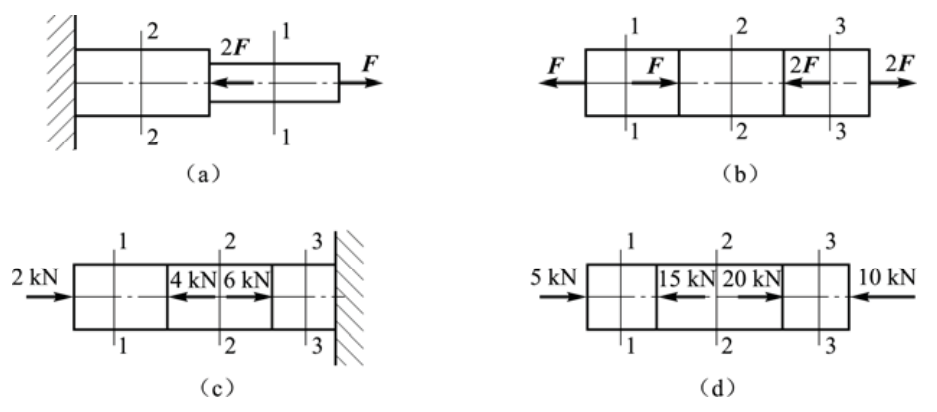 2 1
2F F
2 1
(a)
1 2 3
F F 2F 2F
1 2 3
(b)
1 2 3
2 kN 4 kN 6 kN
1 2 3
(c)
1 2 3
5 kN 15 kN 20 kN 10 kN
1 2 3
(d)